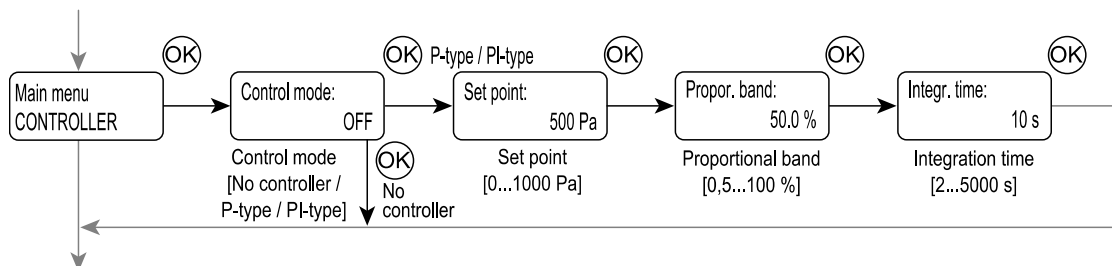 OK
OK
P-type / PI-type
OK
OK
OK
Main menu
CONTROLLER
Control mode:
OFF
Set point:
500 Pa
Propor. band:
50.0 %
Integr. time:
10 s
Control mode
[No controller /
P-type / PI-type]
OK
No
controller
Set point
[0...1000 Pa]
Proportional band
[0,5...100 %]
Integration time
[2...5000 s]